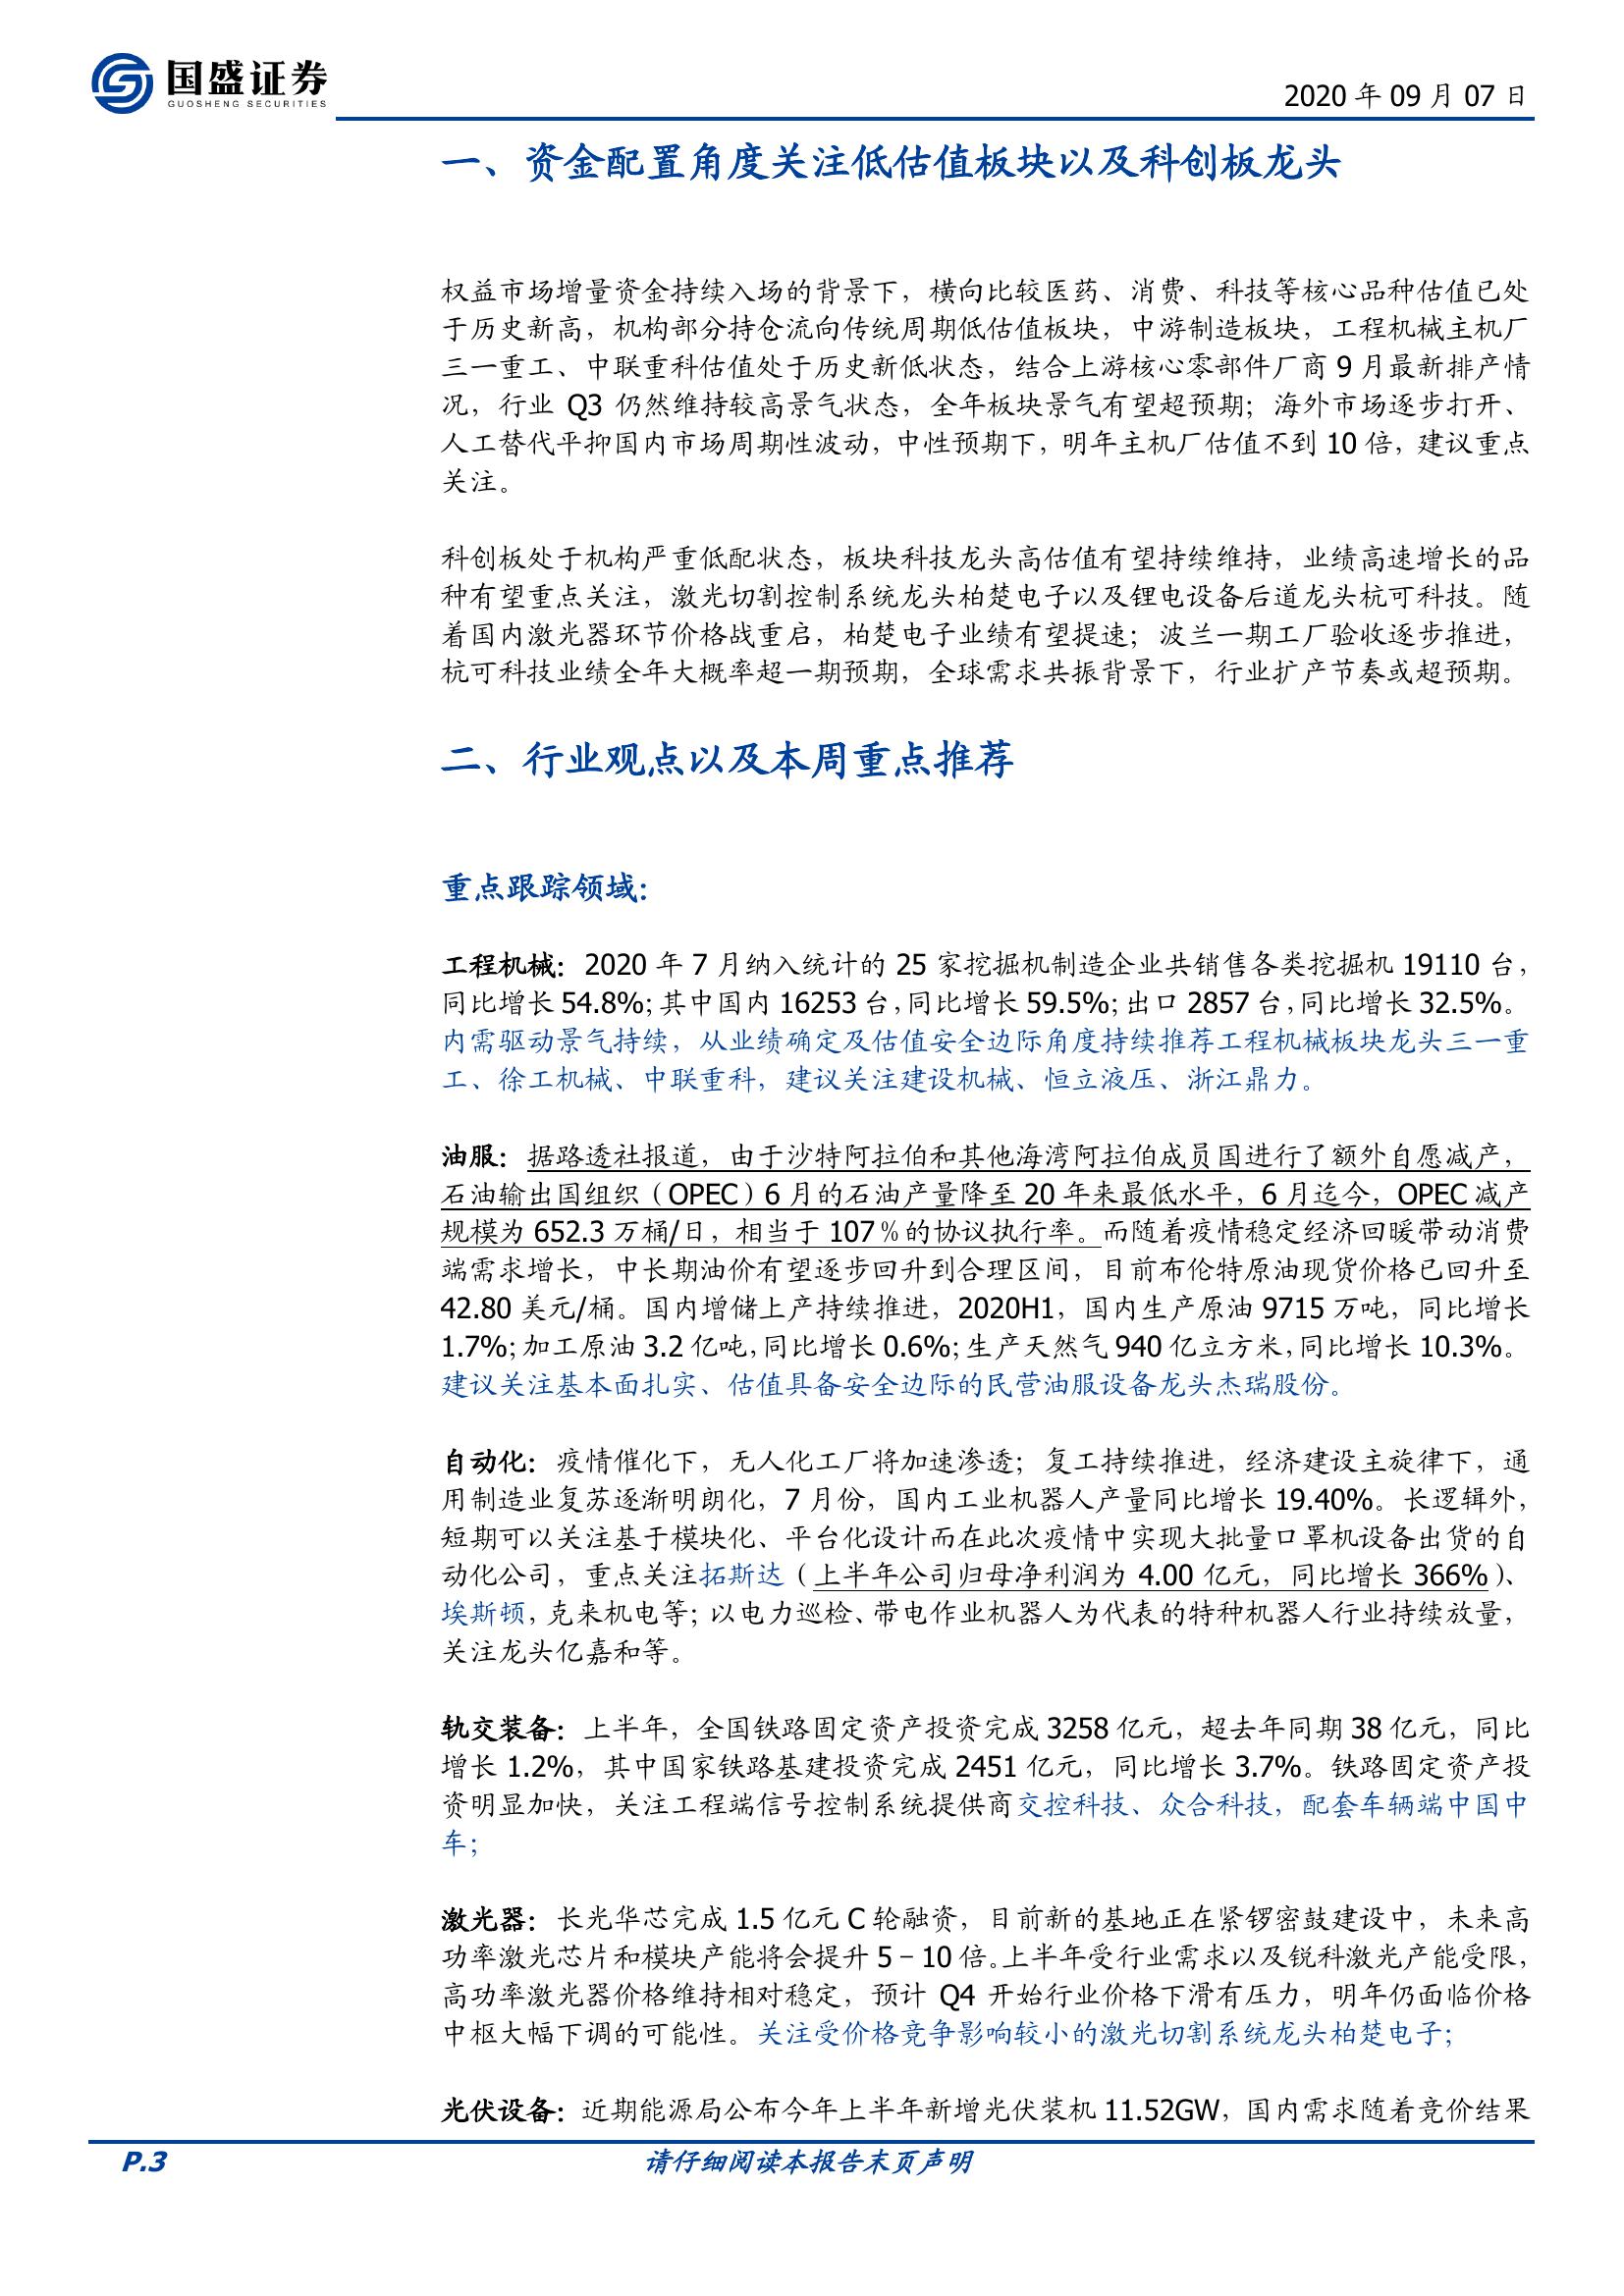 国盛证券
GUOSHENG SECURITIES
2020 年 09 月 07 日
一、资金配置角度关注低估值板块以及科创板龙头
权益市场增量资金持续入场的背景下，横向比较医药、消费、科技等核心品种估值已处
于历史新高，机构部分持仓流向传统周期低估值板块，中游制造板块，工程机械主机厂
三一重工、中联重科估值处于历史新低状态，结合上游核心零部件厂商 9 月最新排产情
况，行业 Q3 仍然维持较高景气状态，全年板块景气有望超预期；海外市场逐步打开、
人工替代平抑国内市场周期性波动，中性预期下，明年主机厂估值不到 10 倍，建议重点
关注。
科创板处于机构严重低配状态，板块科技龙头高估值有望持续维持，业绩高速增长的品
种有望重点关注，激光切割控制系统龙头柏楚电子以及锂电设备后道龙头杭可科技。随
着国内激光器环节价格战重启，柏楚电子业绩有望提速；波兰一期工厂验收逐步推进，
杭可科技业绩全年大概率超一期预期，全球需求共振背景下，行业扩产节奏或超预期。
二、行业观点以及本周重点推荐
重点跟踪领域：
工程机械：2020 年 7 月纳入统计的 25 家挖掘机制造企业共销售各类挖掘机 19110 台，
同比增长 54.8%；其中国内 16253 台，同比增长 59.5%；出口 2857 台，同比增长 32.5%。
内需驱动景气持续，从业绩确定及估值安全边际角度持续推荐工程机械板块龙头三一重
工、徐工机械、中联重科，建议关注建设机械、恒立液压、浙江鼎力。
油服：据路透社报道，由于沙特阿拉伯和其他海湾阿拉伯成员国进行了额外自愿减产，
石油输出国组织（OPEC）6 月的石油产量降至 20 年来最低水平，6 月迄今，OPEC 减产
规模为 652.3 万桶/日，相当于 107％的协议执行率。而随着疫情稳定经济回暖带动消费
端需求增长，中长期油价有望逐步回升到合理区间，目前布伦特原油现货价格已回升至
42.80 美元/桶。国内增储上产持续推进，2020H1，国内生产原油 9715 万吨，同比增长
1.7%；加工原油 3.2 亿吨，同比增长 0.6%；生产天然气 940 亿立方米，同比增长 10.3%。
建议关注基本面扎实、估值具备安全边际的民营油服设备龙头杰瑞股份。
自动化：疫情催化下，无人化工厂将加速渗透；复工持续推进，经济建设主旋律下，通
用制造业复苏逐渐明朗化，7 月份，国内工业机器人产量同比增长 19.40%。长逻辑外，
短期可以关注基于模块化、平台化设计而在此次疫情中实现大批量口罩机设备出货的自
动化公司，重点关注拓斯达（上半年公司归母净利润为 4.00 亿元，同比增长 366%）、
埃斯顿，克来机电等；以电力巡检、带电作业机器人为代表的特种机器人行业持续放量，
关注龙头亿嘉和等。
轨交装备：上半年，全国铁路固定资产投资完成 3258 亿元，超去年同期 38 亿元，同比
增长 1.2%，其中国家铁路基建投资完成 2451 亿元，同比增长 3.7%。铁路固定资产投
资明显加快，关注工程端信号控制系统提供商交控科技、众合科技，配套车辆端中国中
车；
激光器：长光华芯完成 1.5 亿元 C 轮融资，目前新的基地正在紧锣密鼓建设中，未来高
功率激光芯片和模块产能将会提升 5－10 倍。上半年受行业需求以及锐科激光产能受限，
高功率激光器价格维持相对稳定，预计 Q4 开始行业价格下滑有压力，明年仍面临价格
中枢大幅下调的可能性。关注受价格竞争影响较小的激光切割系统龙头柏楚电子；
光伏设备：近期能源局公布今年上半年新增光伏装机 11.52GW，国内需求随着竞价结果
P.3
请仔细阅读本报告末页声明